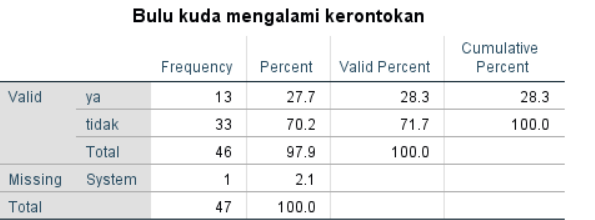 Bulu kuda mengalami kerontokan
Frequency Percent Valid Percent Cumulative Percent
Valid ya 13 27.7 28.3 28.3
tidak 33 70.2 71.7 100.0
Total 46 97.9 100.0
Missing System 1 2.1
Total 47 100.0